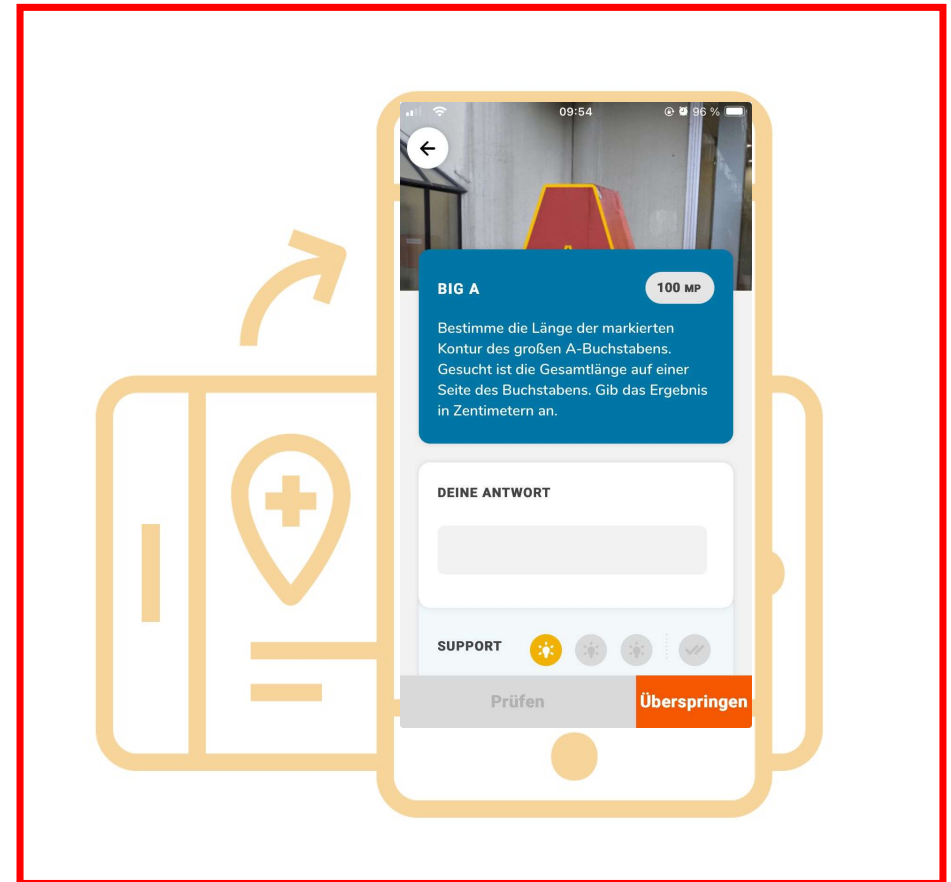 09:54
96 %
BIG A
100 MP
Bestimme die Länge der markierten
Kontur des großen A-Buchstabens.
Gesucht ist die Gesamtlänge auf einer
Seite des Buchstabens. Gib das Ergebnis
in Zentimetern an.
DEINE ANTWORT
SUPPORT
Prüfen
Überspringen